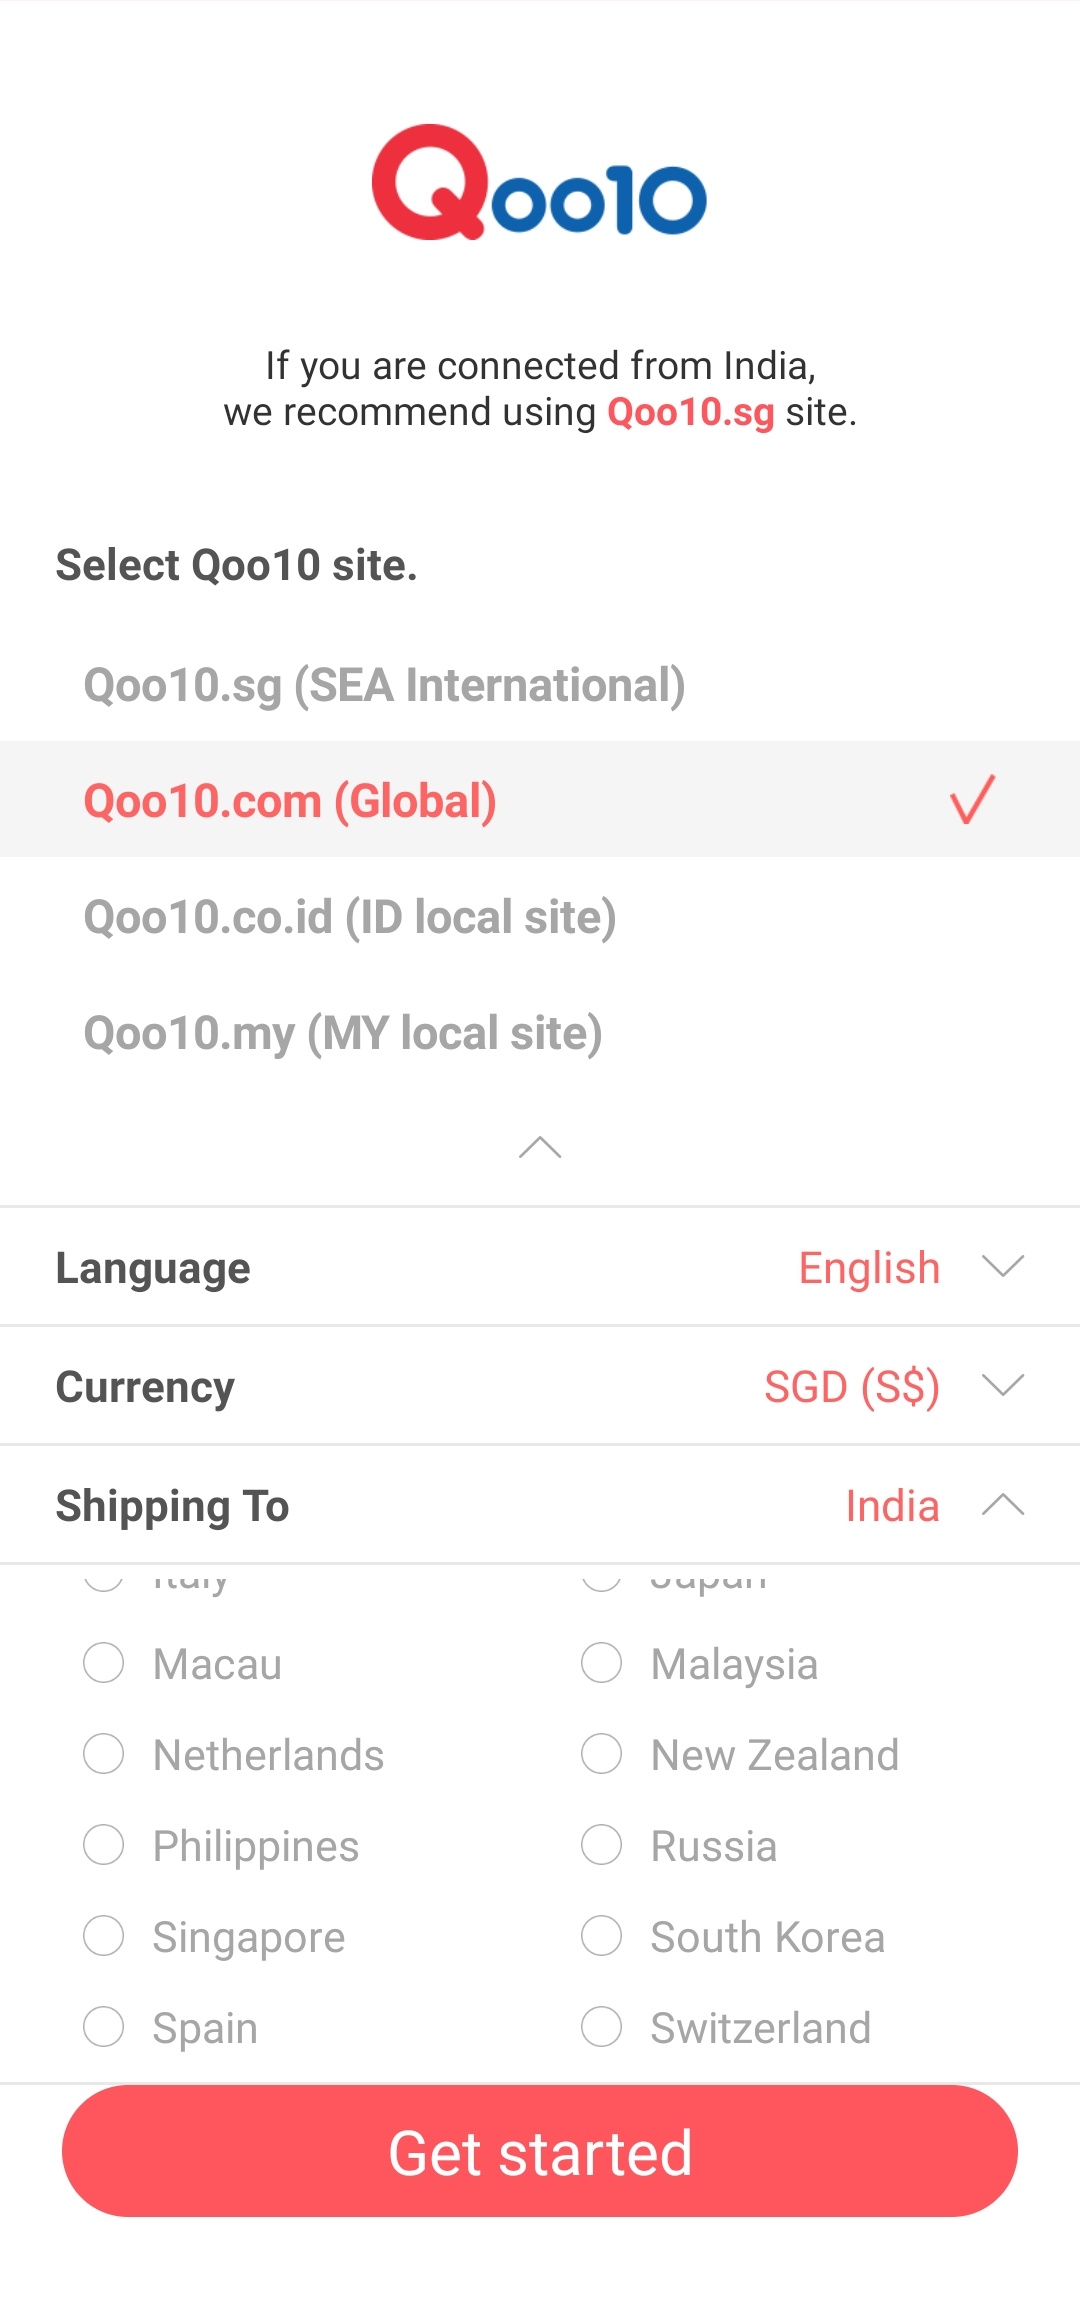 Qoo10
If you are connected from India,
we recommend using Qoo10.sg site.
Select Qoo10 site.
Qoo10.sg (SEA International)
Qoo10.com (Global)
Qoo10.co.id (ID local site)
Qoo10.my (MY local site)
Language English
Currency SGD (S$)
Shipping To India
Italy Japan
Macau Malaysia
Netherlands New Zealand
Philippines Russia
Singapore South Korea
Spain Switzerland
Get started